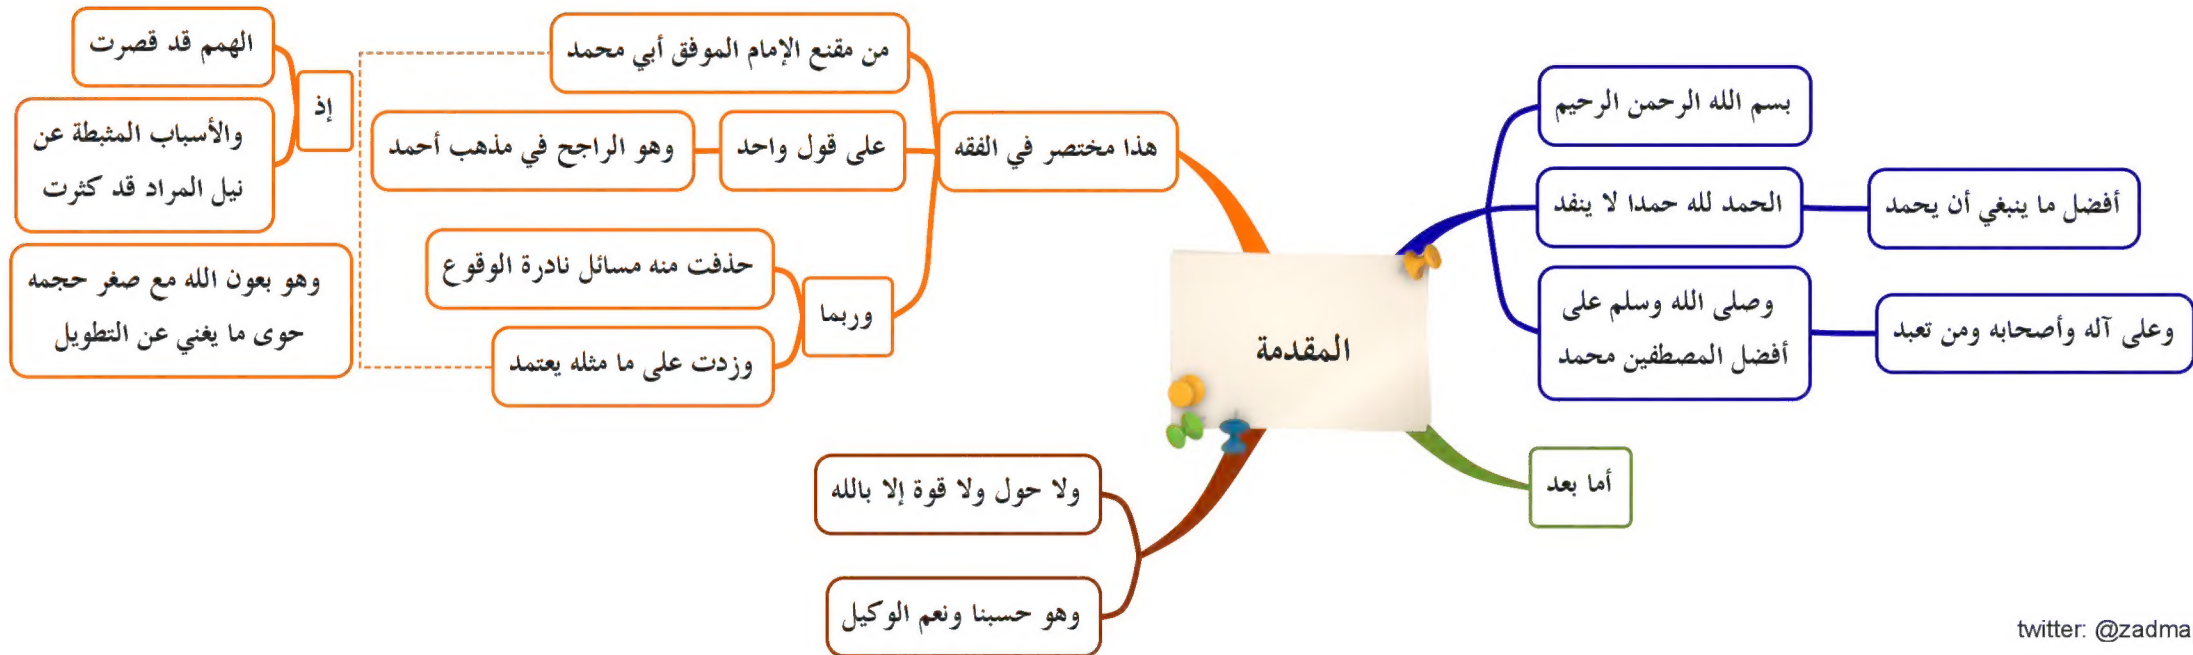 المقدمة
بسم الله الرحمن الرحيم
الحمد لله حمدا لا ينفد
أفضل ما ينبغي أن يحمد
وصلى الله وسلم على
أفضل المصطفين محمد
وعلى آله وأصحابه ومن تعبد
أما بعد
هذا مختصر في الفقه
من مقنع الإمام الموفق أبي محمد
على قول واحد
وهو الراجح في مذهب أحمد
وربما
حذفت منه مسائل نادرة الوقوع
وزدت على ما مثله يعتمد
إذ
الهمم قد قصرت
والأسباب المثبطة عن
نيل المراد قد كثرت
وهو بعون الله مع صغر حجمه
حوى ما يغني عن التطويل
ولا حول ولا قوة إلا بالله
وهو حسبنا ونعم الوكيل
twitter: @zadma